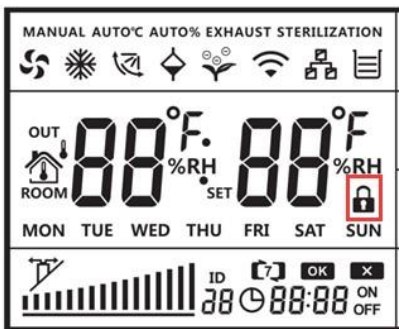 MANUAL AUTO℃ AUTO% EXHAUST STERILIZATION
OUT 88°F. 88°F
%RH %RH
ROOM SET
MON TUE WED THU FRI SAT SUN
ID [7] OK X
38 88:88 ON
OFF